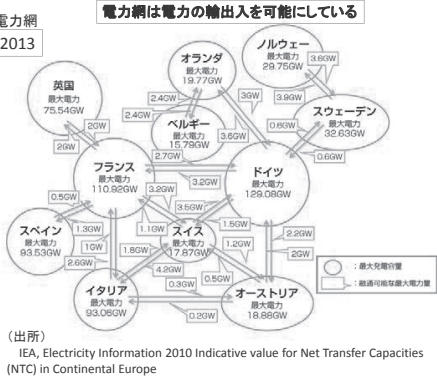 電力網は電力の輸出入を可能にしている
電力網
2013
ノルウェー
最大電力
29.75GW
3.6GW
オランダ
最大電力
19.77GW
英国
最大電力
75.54GW
3GW
3.9GW
スウェーデン
最大電力
32.63GW
2.4GW
2.4GW
ベルギー
最大電力
15.79GW
2GW
2GW
3.6GW
0.6GW
0.6GW
2.7GW
フランス
最大電力
110.92GW
3.2GW
ドイツ
最大電力
129.08GW
3.2GW
3.5GW
0.5GW
1.3GW
スペイン
最大電力
93.53GW
1GW
2.6GW
1.1GW
1.5GW
スイス
最大電力
17.87GW
1.8GW
4.2GW
1.2GW
0.5GW
2.2GW
2GW
イタリア
最大電力
93.06GW
0.3GW
0.2GW
オーストリア
最大電力
18.88GW
：最大発電容量
：融通可能な最大電力量
（出所）
IEA, Electricity Information 2010 Indicative value for Net Transfer Capacities
(NTC) in Continental Europe